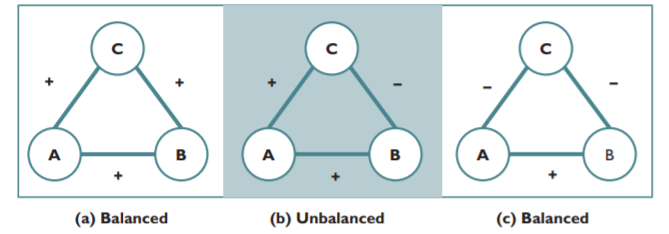 C C C
+ + + − − −
A B A B A B
+ + +
(a) Balanced (b) Unbalanced (c) Balanced